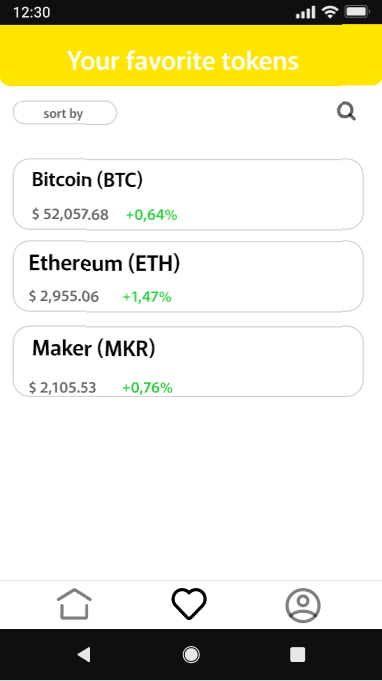 12:30
Your favorite tokens
sort by
Bitcoin (BTC)
$ 52,057.68 +0,64%
Ethereum (ETH)
$ 2,955.06 +1,47%
Maker (MKR)
$ 2,105.53 +0,76%